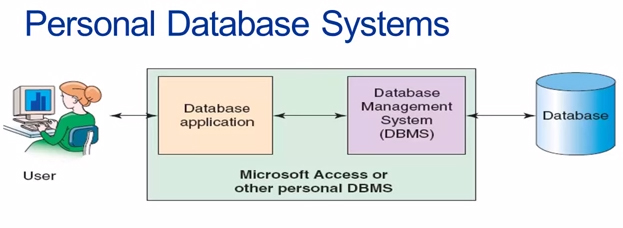 Personal Database Systems
User
Database
application
Database
Management
System
(DBMS)
Microsoft Access or
other personal DBMS
Database